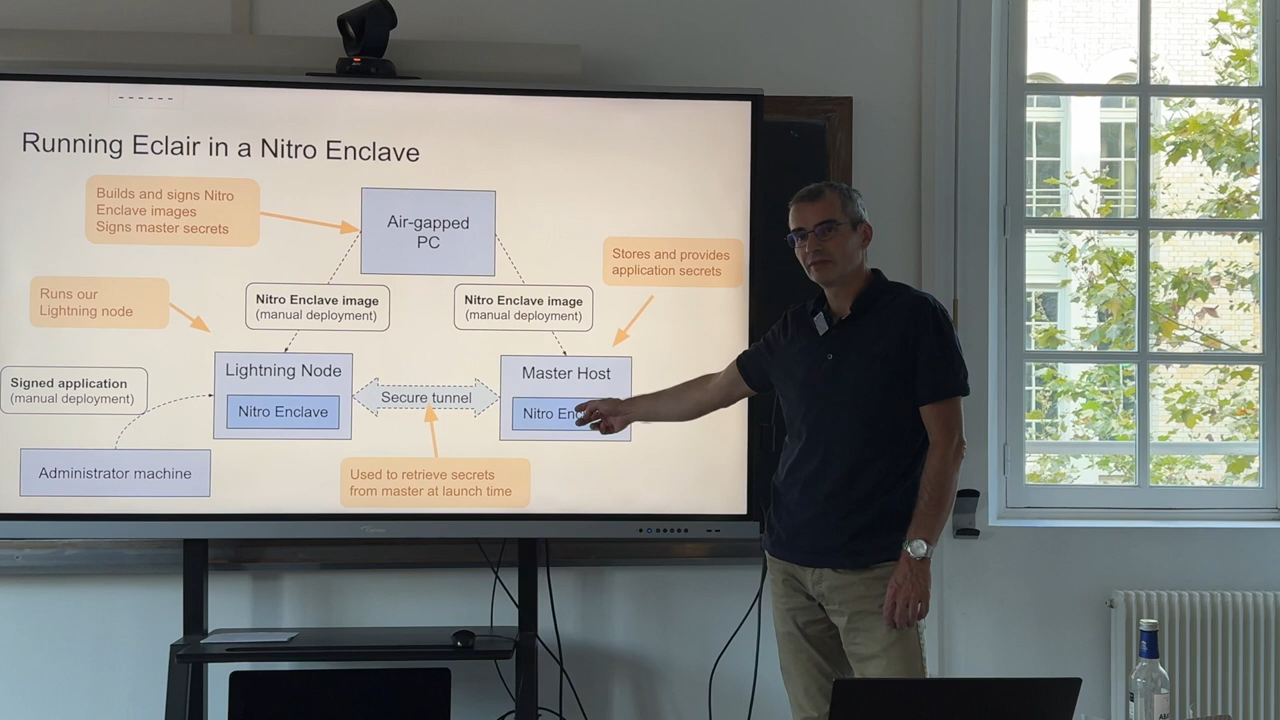 Running Eclair in a Nitro Enclave
Builds and signs Nitro
Enclave images
Signs master secrets
Air-gapped
PC
Stores and provides
application secrets
Runs our
Lightning node
Nitro Enclave image
(manual deployment)
Nitro Enclave image
(manual deployment)
Signed application
(manual deployment)
Lightning Node
Nitro Enclave
Secure tunnel
Master Host
Nitro En
Administrator machine
Used to retrieve secrets
from master at launch time